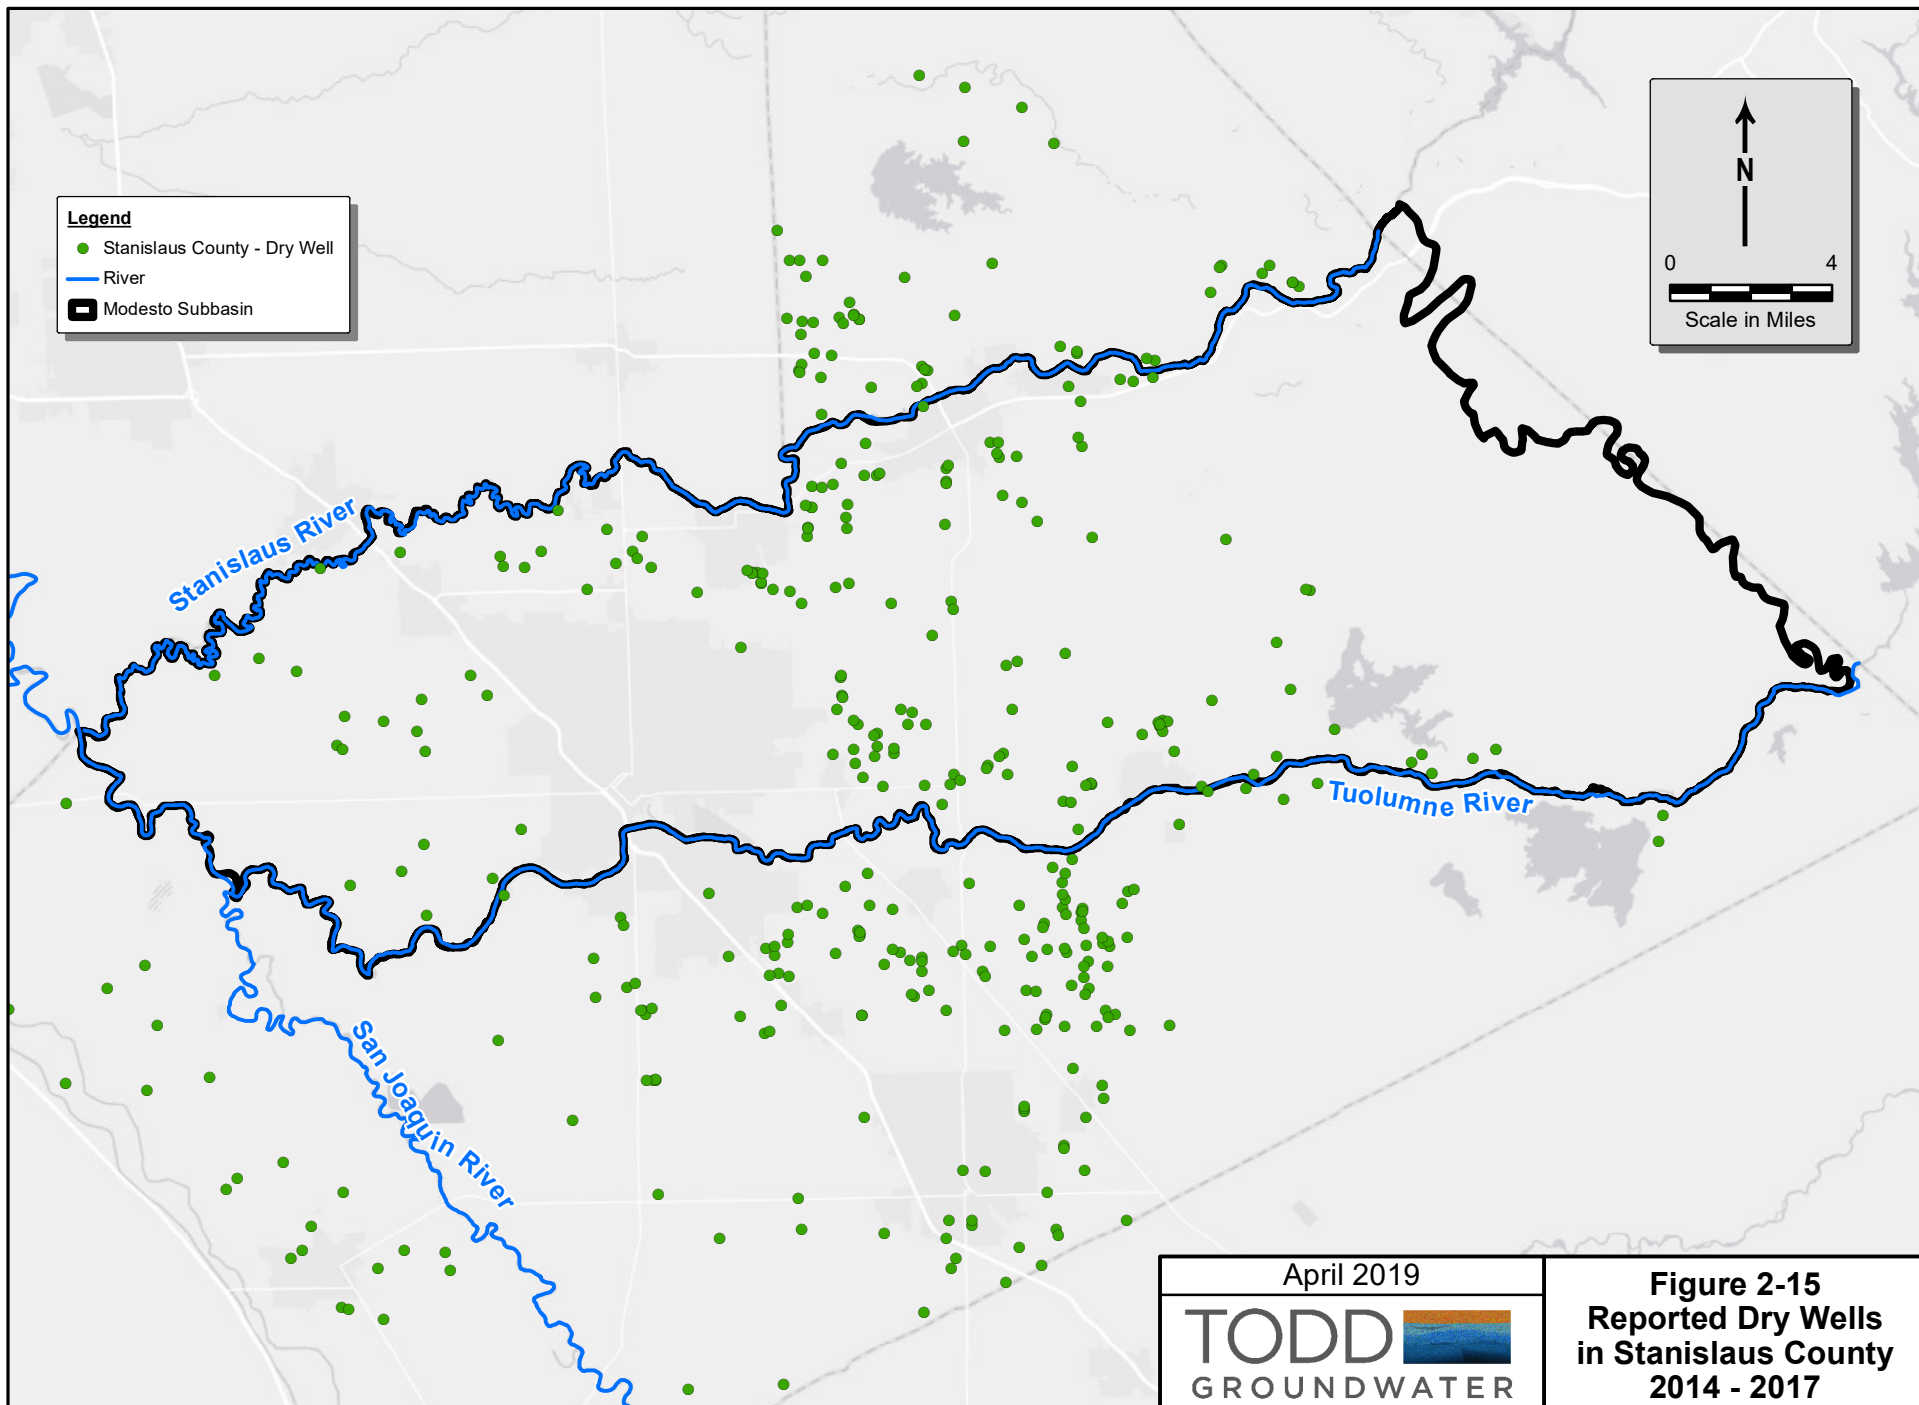 Legend
Stanislaus County - Dry Well
River
Modesto Subbasin
N
0 4
Scale in Miles
Stanislaus River
Tuolumne River
San Joaquin River
April 2019
TODD
GROUNDWATER
Figure 2-15
Reported Dry Wells
in Stanislaus County
2014 - 2017